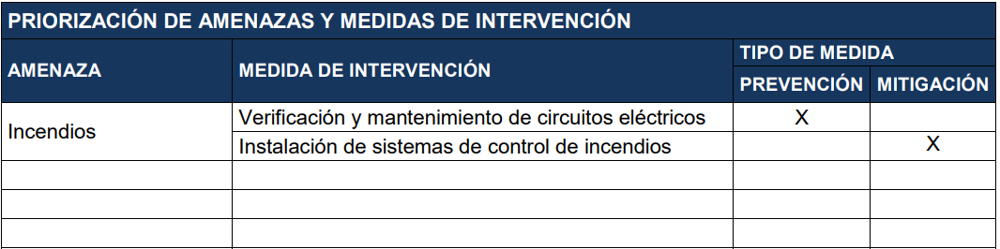 PRIORIZACIÓN DE AMENAZAS Y MEDIDAS DE INTERVENCIÓN
AMENAZA
MEDIDA DE INTERVENCIÓN
TIPO DE MEDIDA
PREVENCIÓN
MITIGACIÓN
Incendios
Verificación y mantenimiento de circuitos eléctricos
X
Instalación de sistemas de control de incendios
X